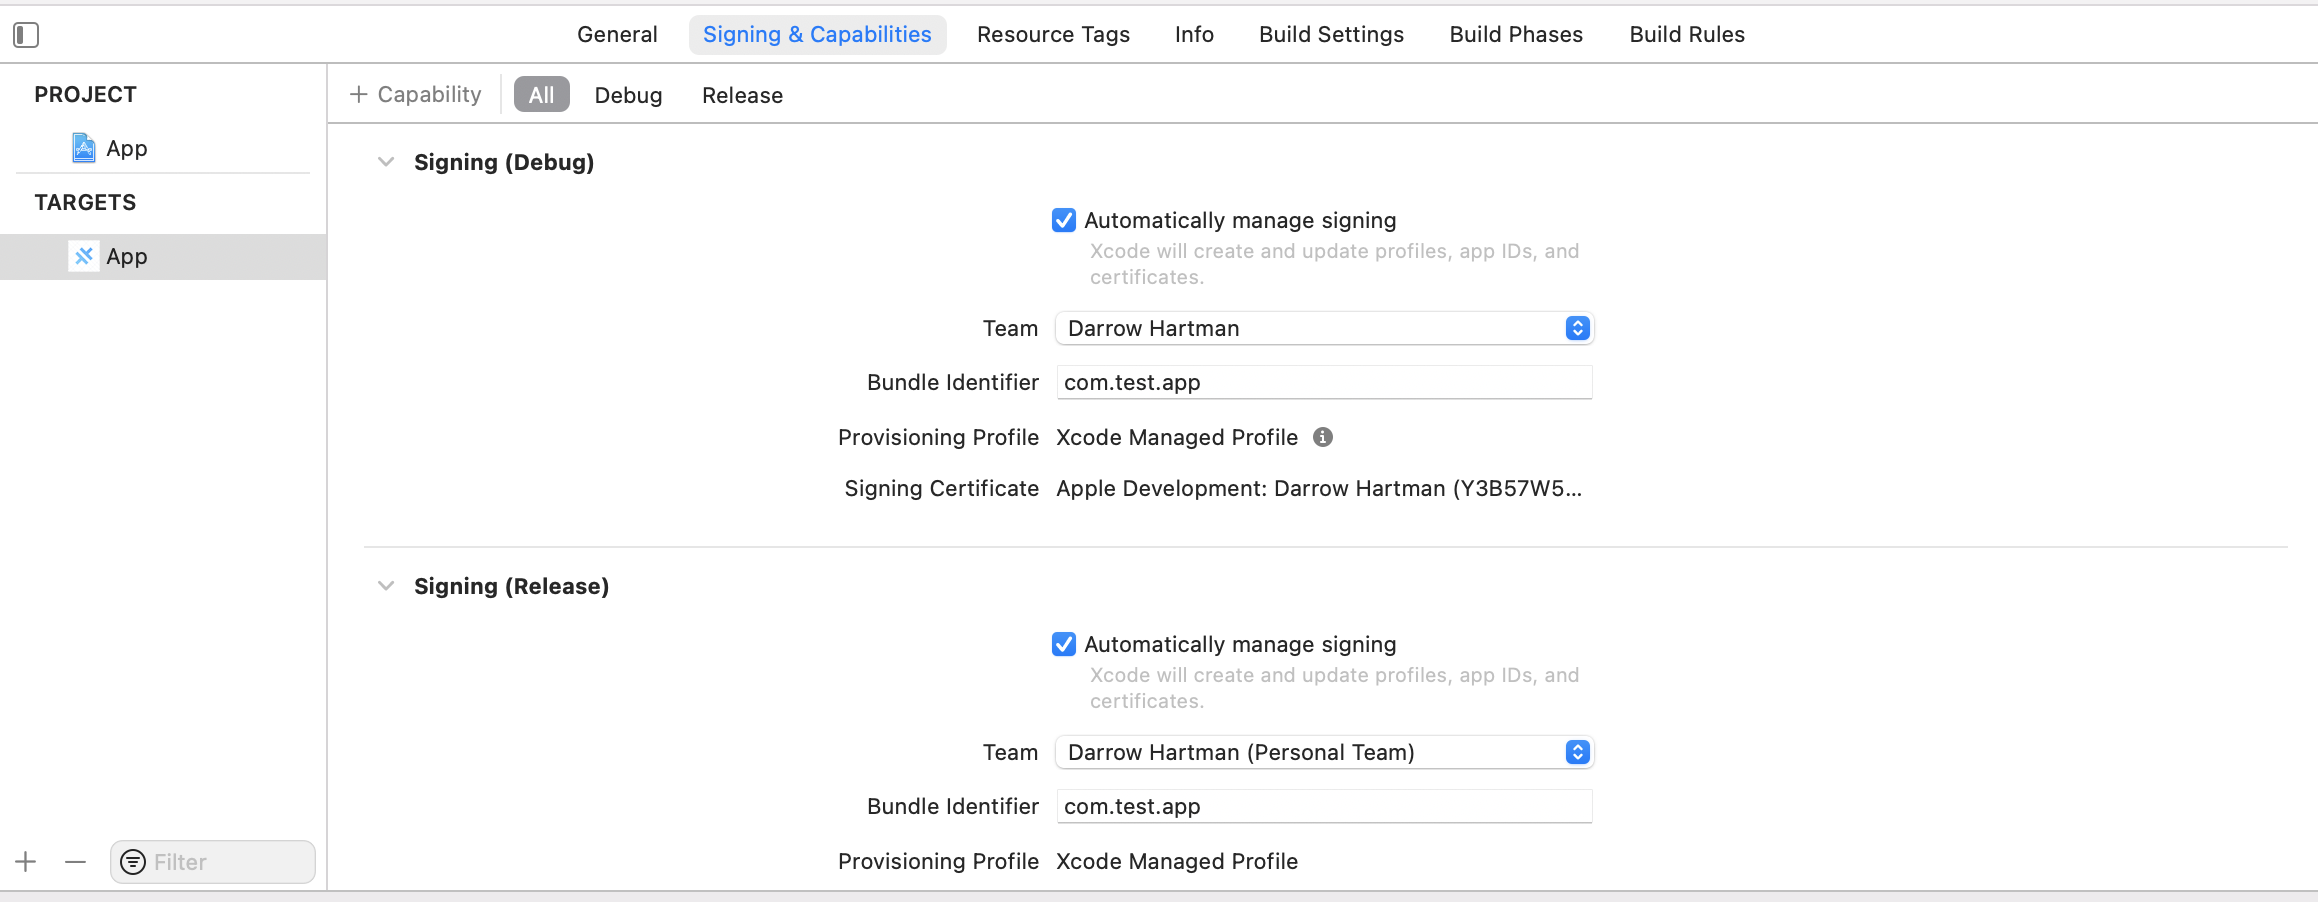 General
Signing & Capabilities
Resource Tags
Info
Build Settings
Build Phases
Build Rules
PROJECT
App
TARGETS
App
Filter
+ Capability
All
Debug
Release
Signing (Debug)
Automatically manage signing
Xcode will create and update profiles, app IDs, and
certificates.
Team Darrow Hartman
Bundle Identifier com.test.app
Provisioning Profile Xcode Managed Profile
Signing Certificate Apple Development: Darrow Hartman (Y3B57W5...
Signing (Release)
Automatically manage signing
Xcode will create and update profiles, app IDs, and
certificates.
Team Darrow Hartman (Personal Team)
Bundle Identifier com.test.app
Provisioning Profile Xcode Managed Profile